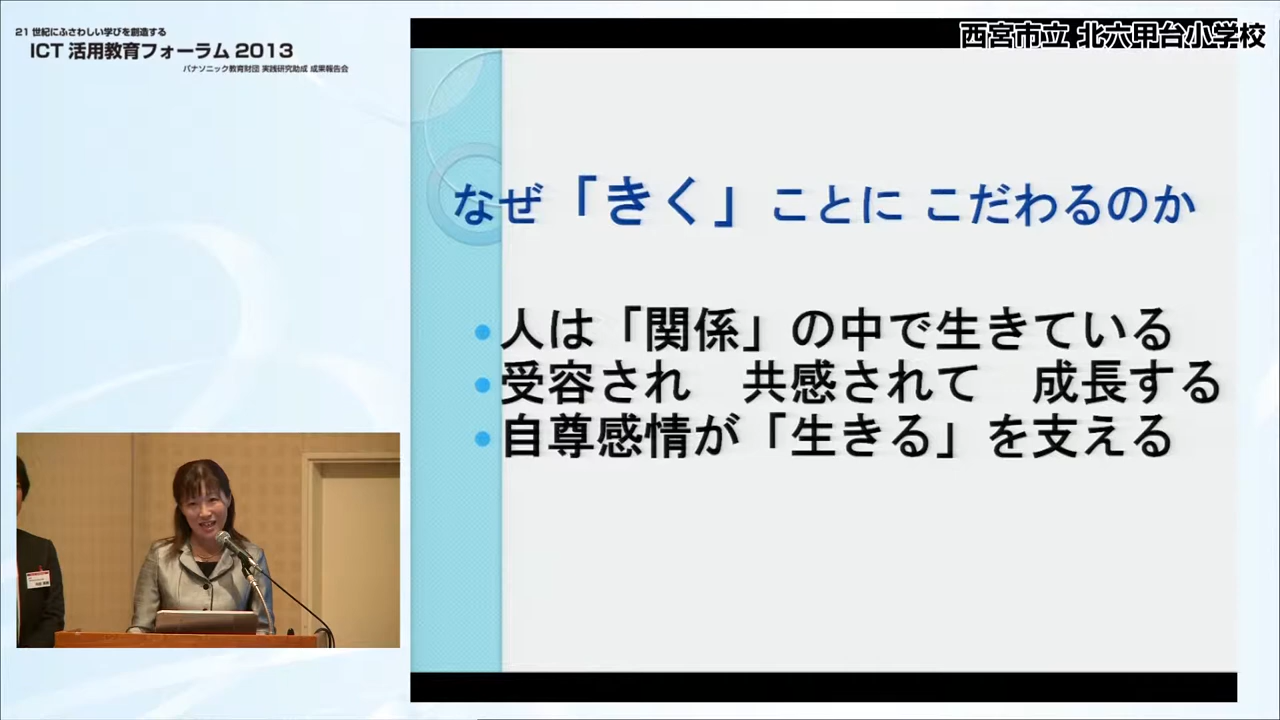 21世紀にふさわしい学びを創造する
ICT 活用教育フォーラム 2013
パナソニック教育財団 実践研究助成 成果報告会
西宮市立 北六甲台小学校
なぜ「きく」ことに こだわるのか
人は「関係」の中で生きている
受容され 共感されて 成長する
自尊感情が「生きる」を支える